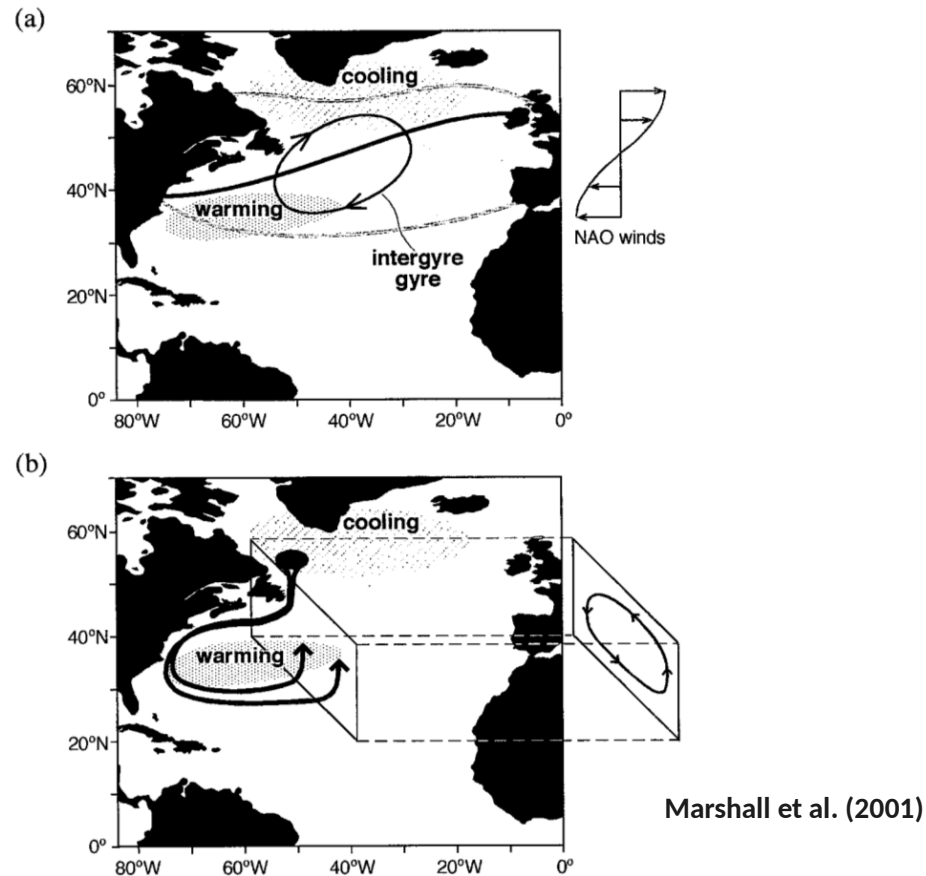 (a)
cooling
60°N
40°N
warming
NAO winds
intergyre
gyre
20°N
0°
80°W 60°W 40°W 20°W 0°
(b)
cooling
60°N
40°N
warming
20°N
Marshall et al. (2001)
0°
80°W 60°W 40°W 20°W 0°